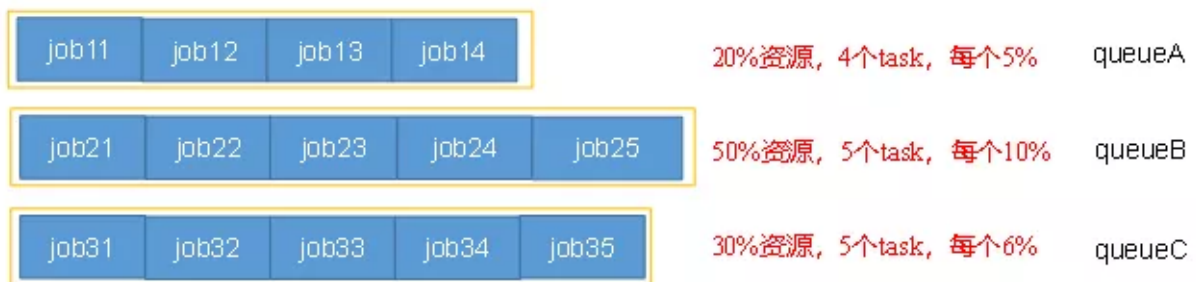 job11 job12 job13 job14 20%资源，4个task，每个5% queueA
job21 job22 job23 job24 job25 50%资源，5个task，每个10% queueB
job31 job32 job33 job34 job35 30%资源，5个task，每个6% queueC